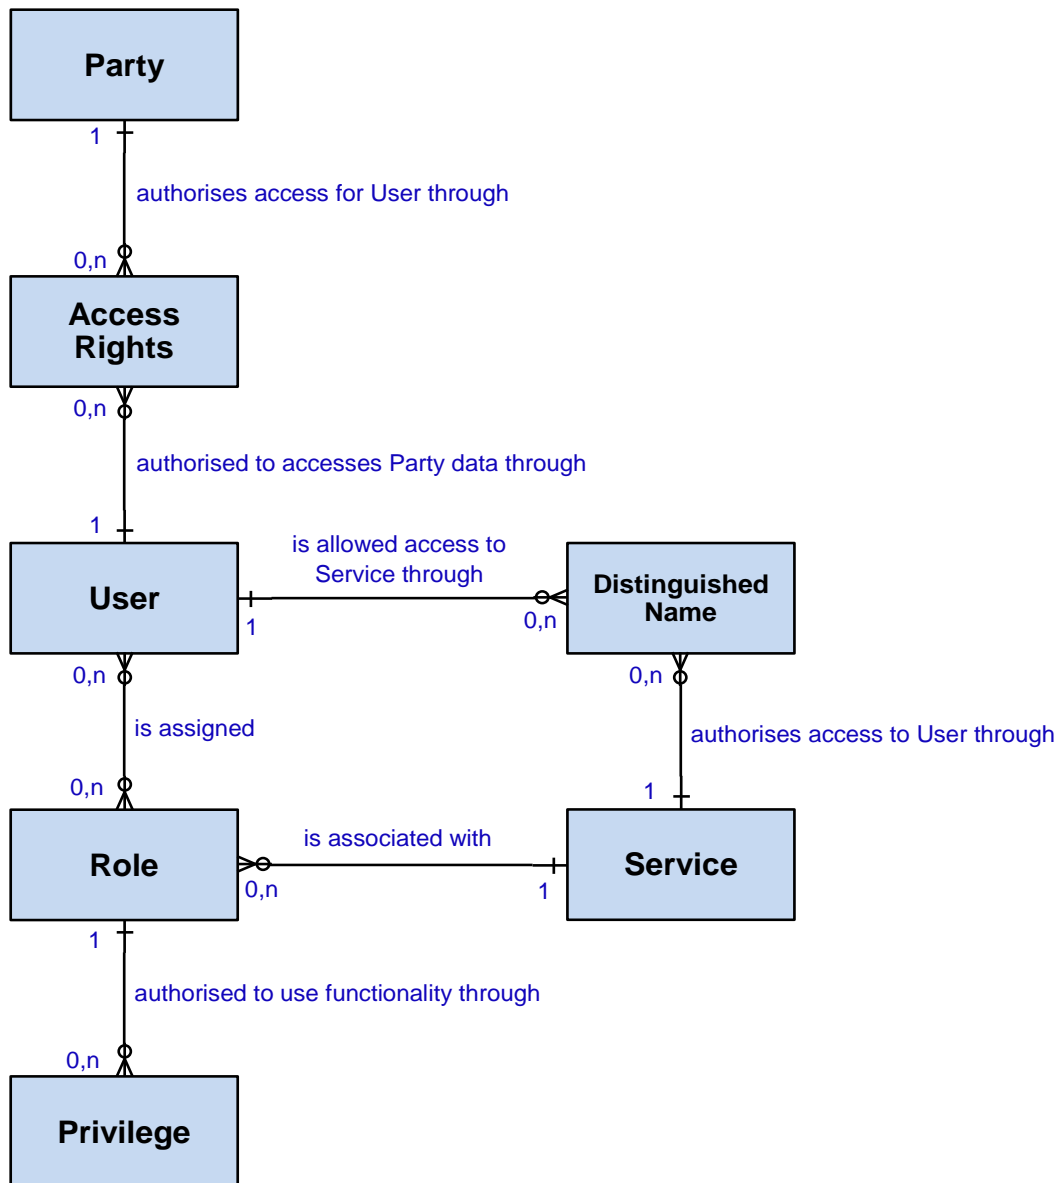 Party
1
authorises access for User through
0,n
Access
Rights
0,n
authorised to accesses Party data through
1
is allowed access to
Service through
User
Distinguished
Name
1
0,n
0,n
0,n
is assigned
authorises access to User through
0,n
1
is associated with
Role
Service
0,n
1
1
authorised to use functionality through
0,n
Privilege